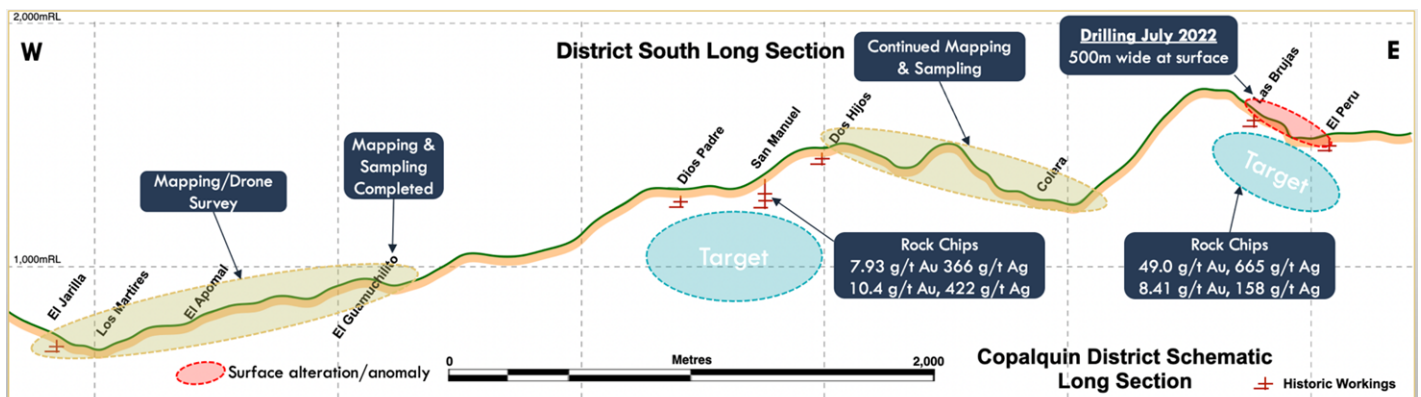 2,000mRL
W
District South Long Section
Continued Mapping
& Sampling
Drilling July 2022
500m wide at surface
E
Las Brujas
El Peru
Dos Hijos
San Manuel
Dios Padre
Colera
Mapping &
Sampling
Completed
Mapping/Drone
Survey
Target
Target
1,000mRL
Rock Chips
7.93 g/t Au 366 g/t Ag
10.4 g/t Au, 422 g/t Ag
Rock Chips
49.0 g/t Au, 665 g/t Ag
8.41 g/t Au, 158 g/t Ag
El Jarilla
Los Martires
El Apomal
El Guamuchilito
Surface alteration/anomaly
0
Metres
2,000
Copalquin District Schematic
Long Section
Historic Workings